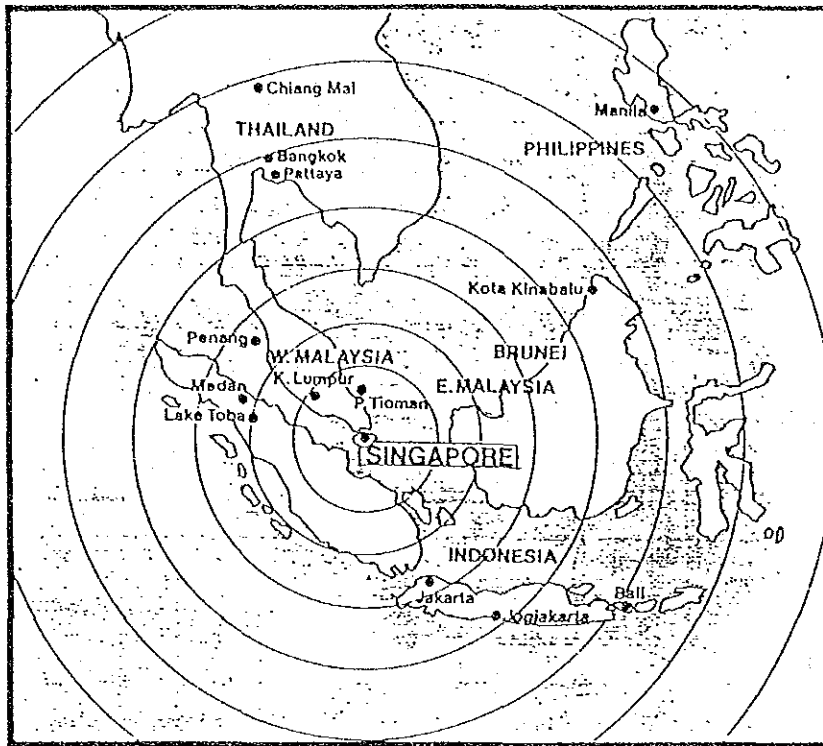 Chiang Mai
THAILAND
Manila
PHILIPPINES
Bangkok
Pattaya
Kota Kinabalu
Penang
W. MALAYSIA
BRUNEI
K. Lumpur
E. MALAYSIA
Medan
P. Tioman
Lake Toba
SINGAPORE
INDONESIA
Jakarta
Bali
Jogjakarta